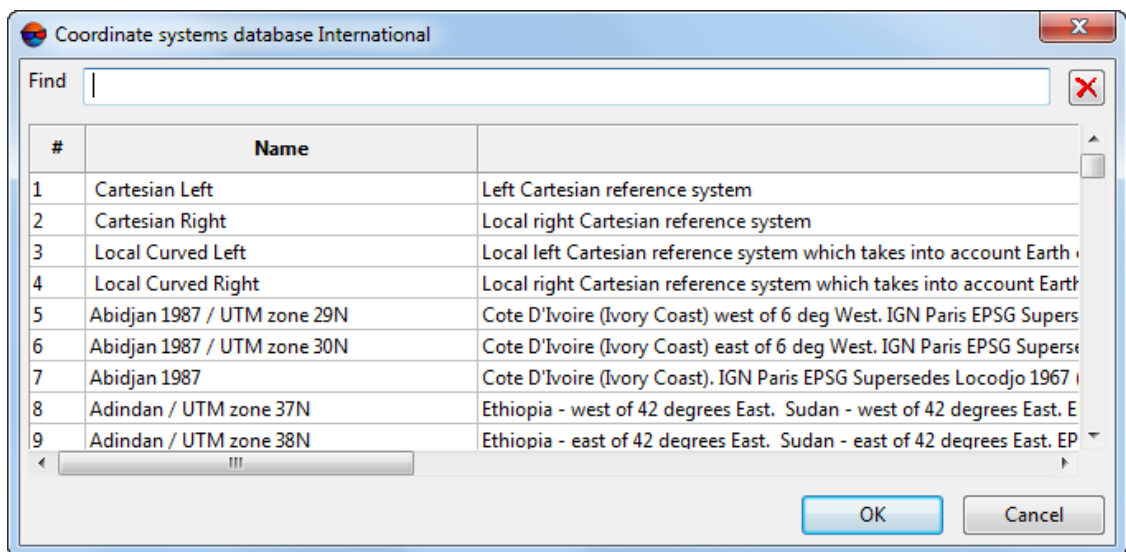 Coordinate systems database International
Find
# Name
1 Cartesian Left Left Cartesian reference system
2 Cartesian Right Local right Cartesian reference system
3 Local Curved Left Local left Cartesian reference system which takes into account Earth
4 Local Curved Right Local right Cartesian reference system which takes into account Earth
5 Abidjan 1987 / UTM zone 29N Cote D'Ivoire (Ivory Coast) west of 6 deg West. IGN Paris EPSG Supers
6 Abidjan 1987 / UTM zone 30N Cote D'Ivoire (Ivory Coast) east of 6 deg West. IGN Paris EPSG Superse
7 Abidjan 1987 Cote D'Ivoire (Ivory Coast). IGN Paris EPSG Supersedes Locodjo 1967 (
8 Adindan / UTM zone 37N Ethiopia - west of 42 degrees East. Sudan - west of 42 degrees East. E
9 Adindan / UTM zone 38N Ethiopia - east of 42 degrees East. Sudan - east of 42 degrees East. EP
OK Cancel